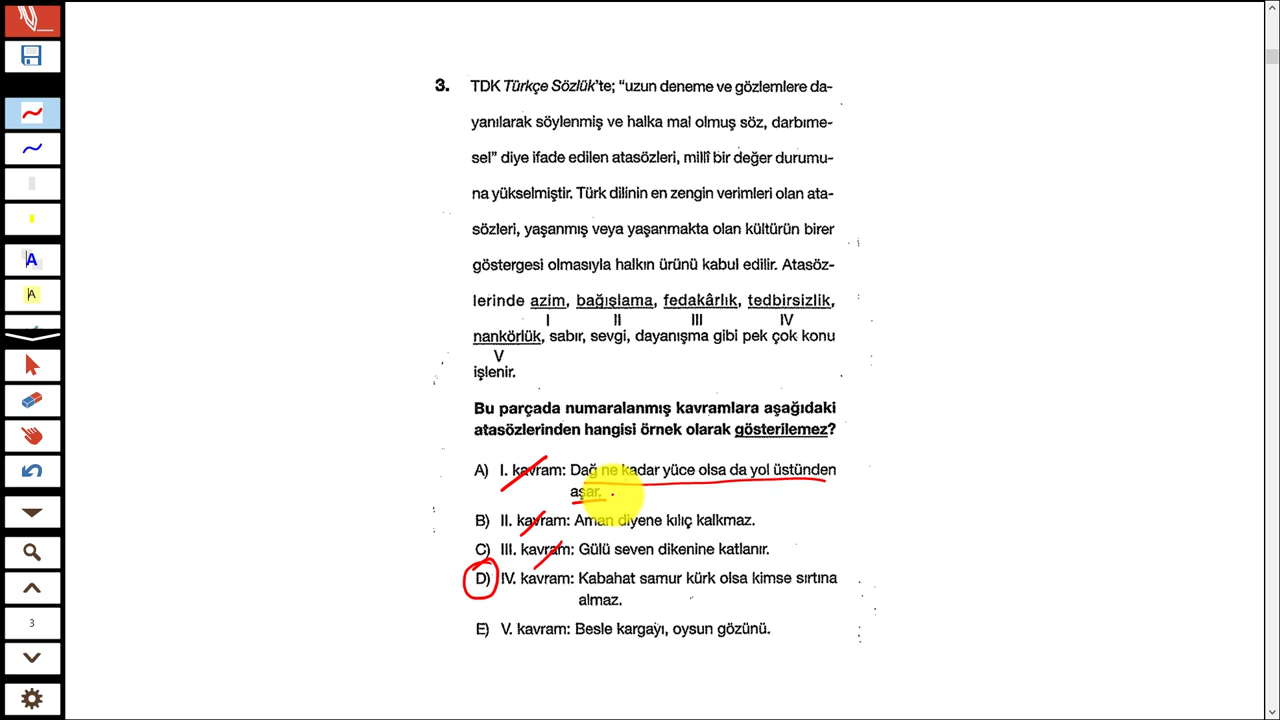 3. TDK Türkçe Sözlük'te; “uzun deneme ve gözlemlere da-
yanılarak söylenmiş ve halka mal olmuş söz, darbıme-
sel” diye ifade edilen atasözleri, millî bir değer durumu-
na yükselmiştir. Türk dilinin en zengin verimleri olan ata-
sözleri, yaşanmış veya yaşanmakta olan kültürün birer
göstergesi olmasıyla halkın ürünü kabul edilir. Atasöz-
lerinde azim, bağışlama, fedakârlık, tedbirsizlik,
I II III IV
nankörlük, sabır, sevgi, dayanışma gibi pek çok konu
V
işlenir.
Bu parçada numaralanmış kavramlara aşağıdaki
atasözlerinden hangisi örnek olarak gösterilemez?
A) I. kavram: Dağ ne kadar yüce olsa da yol üstünden
aşar.
B) II. kavram: Aman diyene kılıç kalkmaz.
C) III. kavram: Gülü seven dikenine katlanır.
D) IV. kavram: Kabahat samur kürk olsa kimse sırtına
almaz.
E) V. kavram: Besle kargayı, oysun gözünü.
A
A
3